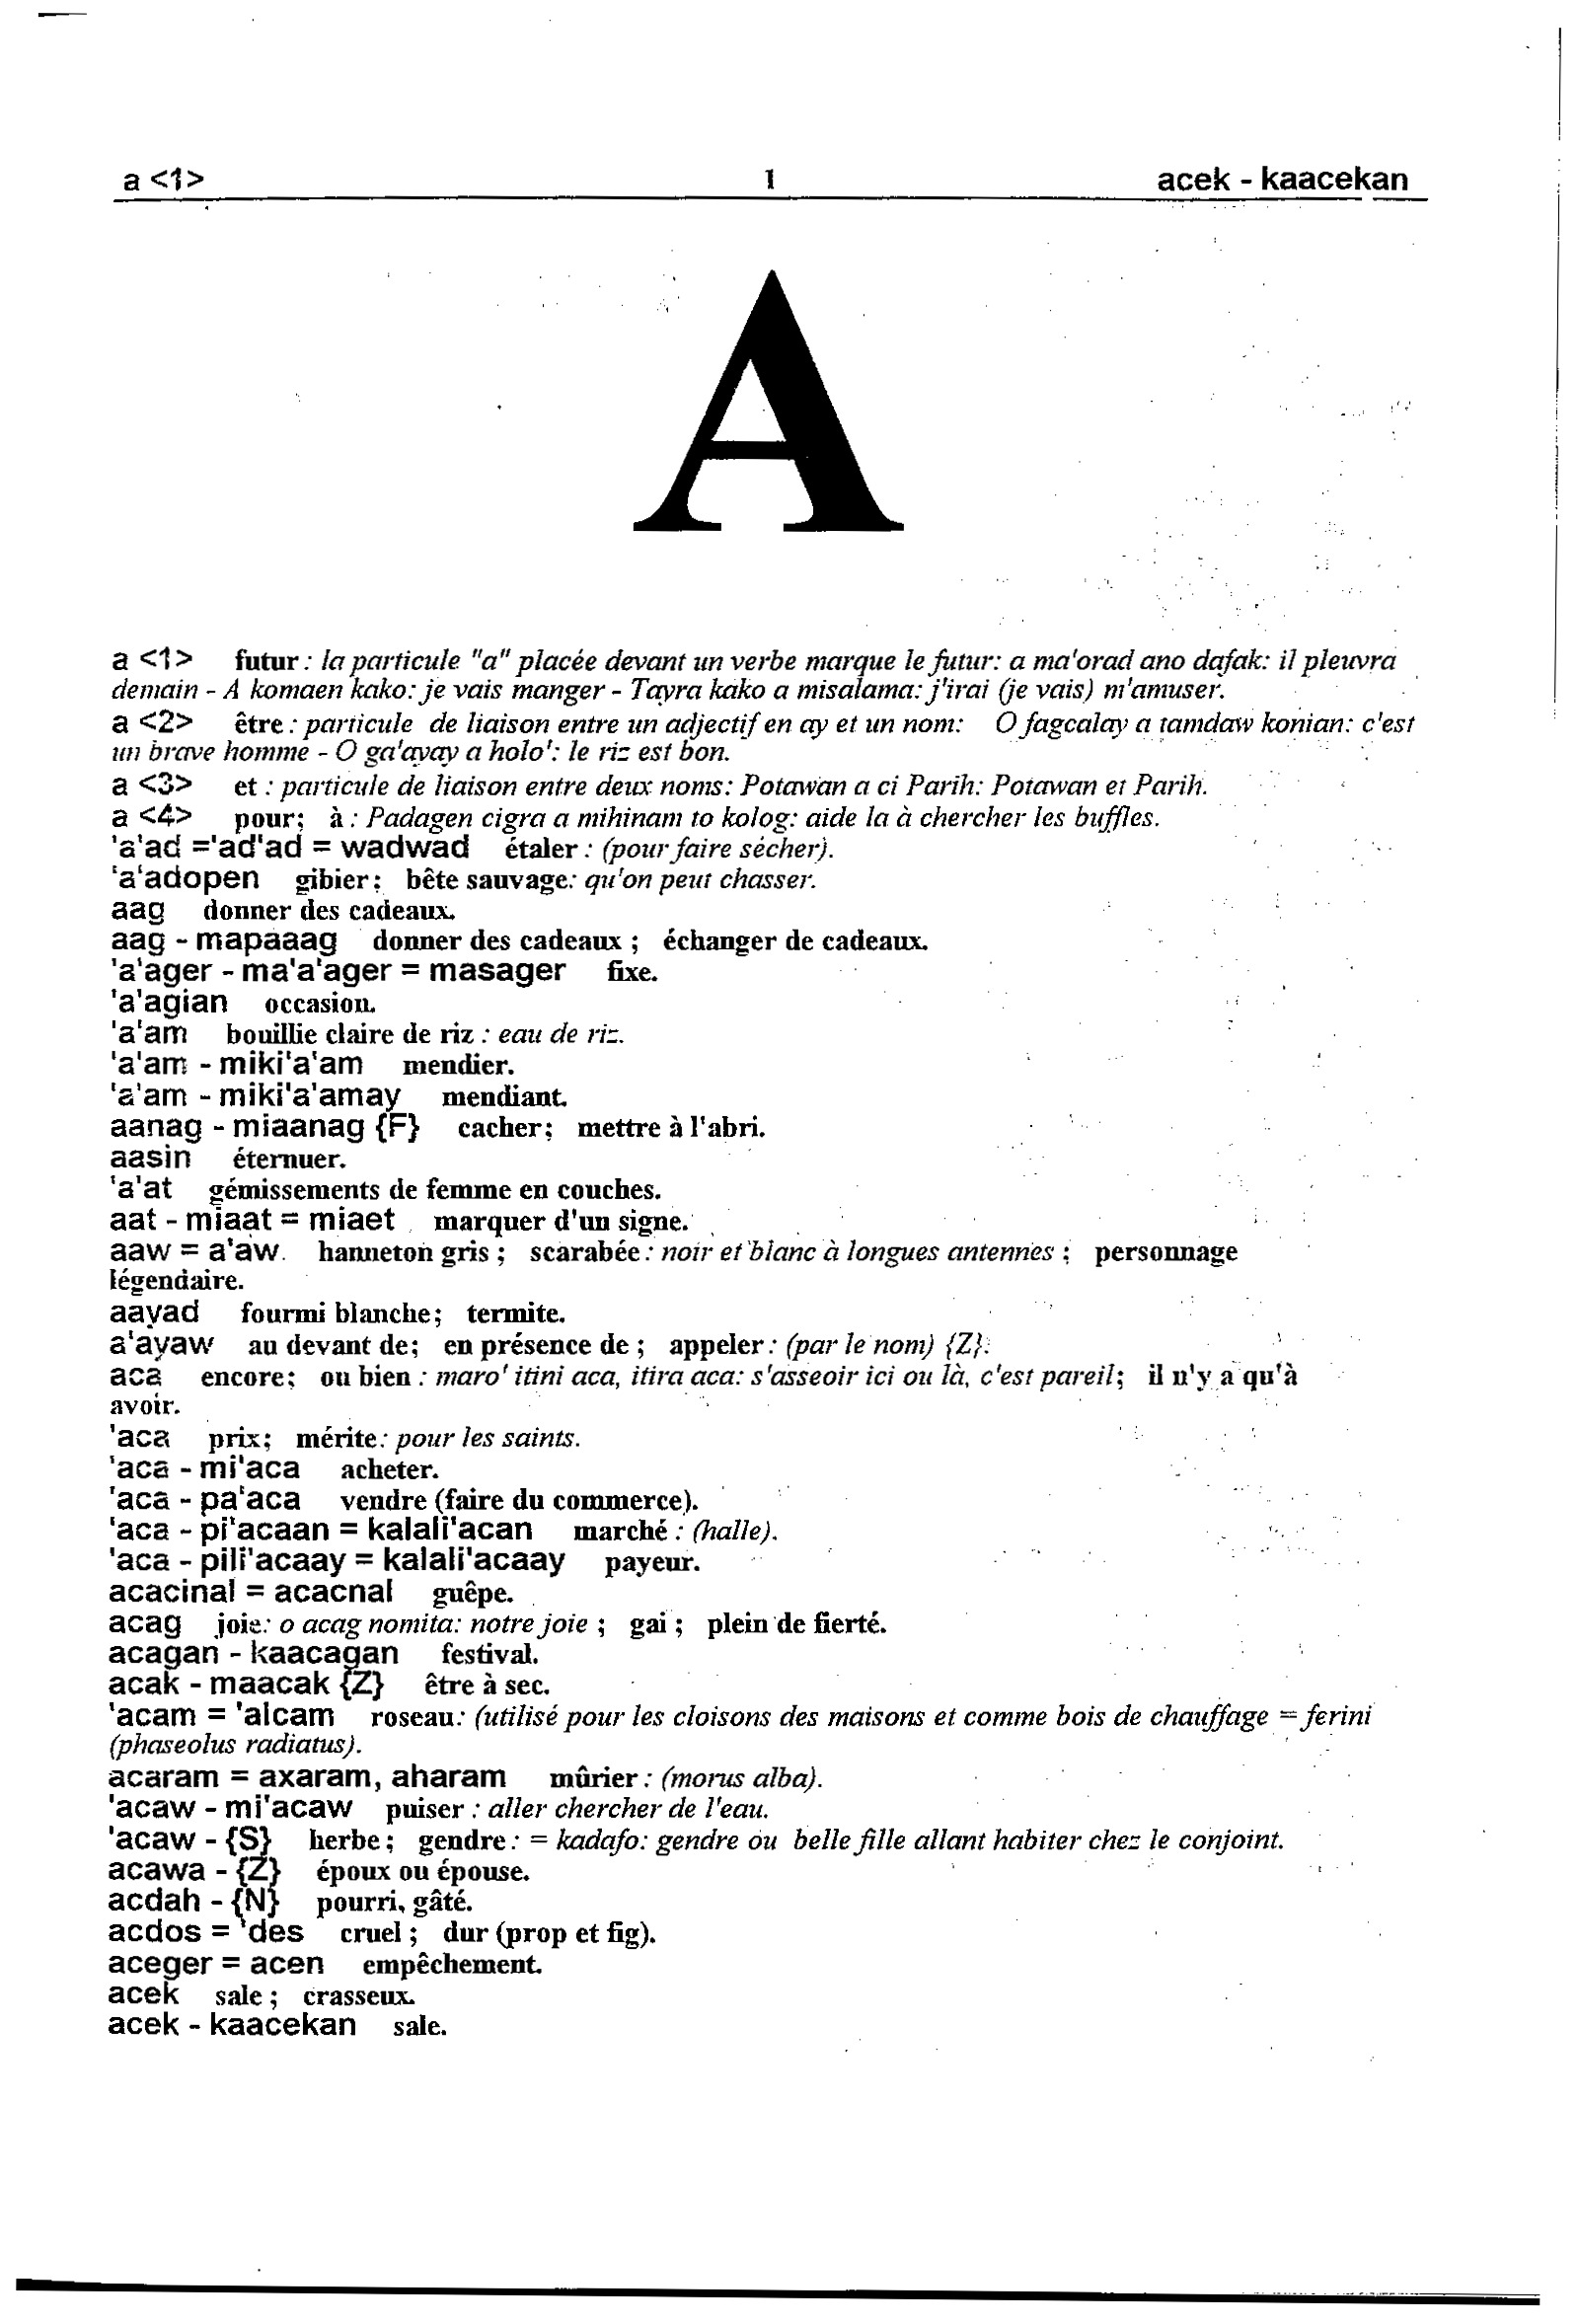 a <1> 1 acek - kaacekan
A
a <1> futur : la particule "a" placée devant un verbe marque le futur: a ma'orad ano dafak: il pleuvra
demain - A komaen kako: je vais manger - Tayra kako a misalama: j'irai (je vais) m'amuser.
a <2> être : particule de liaison entre un adjectif en ay et un nom: O fagcalay a tamdaw konian: c'est
un brave homme - O ga'ayay a holo': le riz est bon.
a <3> et : particule de liaison entre deux noms: Potawan a ci Parih: Potawan et Parih.
a <4> pour; à : Padagen cigra a mihinam to kolog: aide la à chercher les buffles.
'a'ad ='ad'ad = wadwad étaler : (pour faire sécher).
'a'adopen gibier; bête sauvage: qu'on peut chasser.
aag donner des cadeaux.
aag - mapaaag donner des cadeaux ; échanger de cadeaux.
'a'ager - ma'a'ager = masager fixe.
'a'agian occasion.
'a'am bouillie claire de riz : eau de riz.
'a'am - miki'a'am mendier.
'a'am - miki'a'amay mendiant.
aanag - miaanag {F} cacher; mettre à l'abri.
aasin éternuer.
'a'at gémissements de femme en couches.
aat - miaat = miaet marquer d'un signe.
aaw = a'aw. hanneton gris ; scarabée : noir et blanc à longues antennes ; personnage
légendaire.
aayad fourmi blanche; termite.
a'ayaw au devant de; en présence de ; appeler : (par le nom) {Z}.
aca encore; ou bien : maro' itini aca, itira aca: s'asseoir ici ou là, c'est pareil; il n'y a qu'à
avoir.
'aca prix; mérite: pour les saints.
'aca - mi'aca acheter.
'aca - pa'aca vendre (faire du commerce).
'aca - pi'acaan = kalali'acan marché : (halle).
'aca - pili'acaay = kalali'acaay payeur.
acacinal = acacnal guêpe.
acag joie: o acag nomita: notre joie ; gai ; plein de fierté.
acagan - kaacagan festival.
acak - maacak {Z} être à sec.
'acam = 'alcam roseau: (utilisé pour les cloisons des maisons et comme bois de chauffage = ferini
(phaseolus radiatus).
acaram = axaram, aharam mûrier : (morus alba).
'acaw - mi'acaw puiser : aller chercher de l'eau.
'acaw - {S} herbe ; gendre : = kadafo: gendre ou belle fille allant habiter chez le conjoint.
acawa - {Z} époux ou épouse.
acdah - {N} pourri, gâté.
acdos = 'des cruel ; dur (prop et fig).
aceger = acen empêchement.
acek sale ; crasseux.
acek - kaacekan sale.